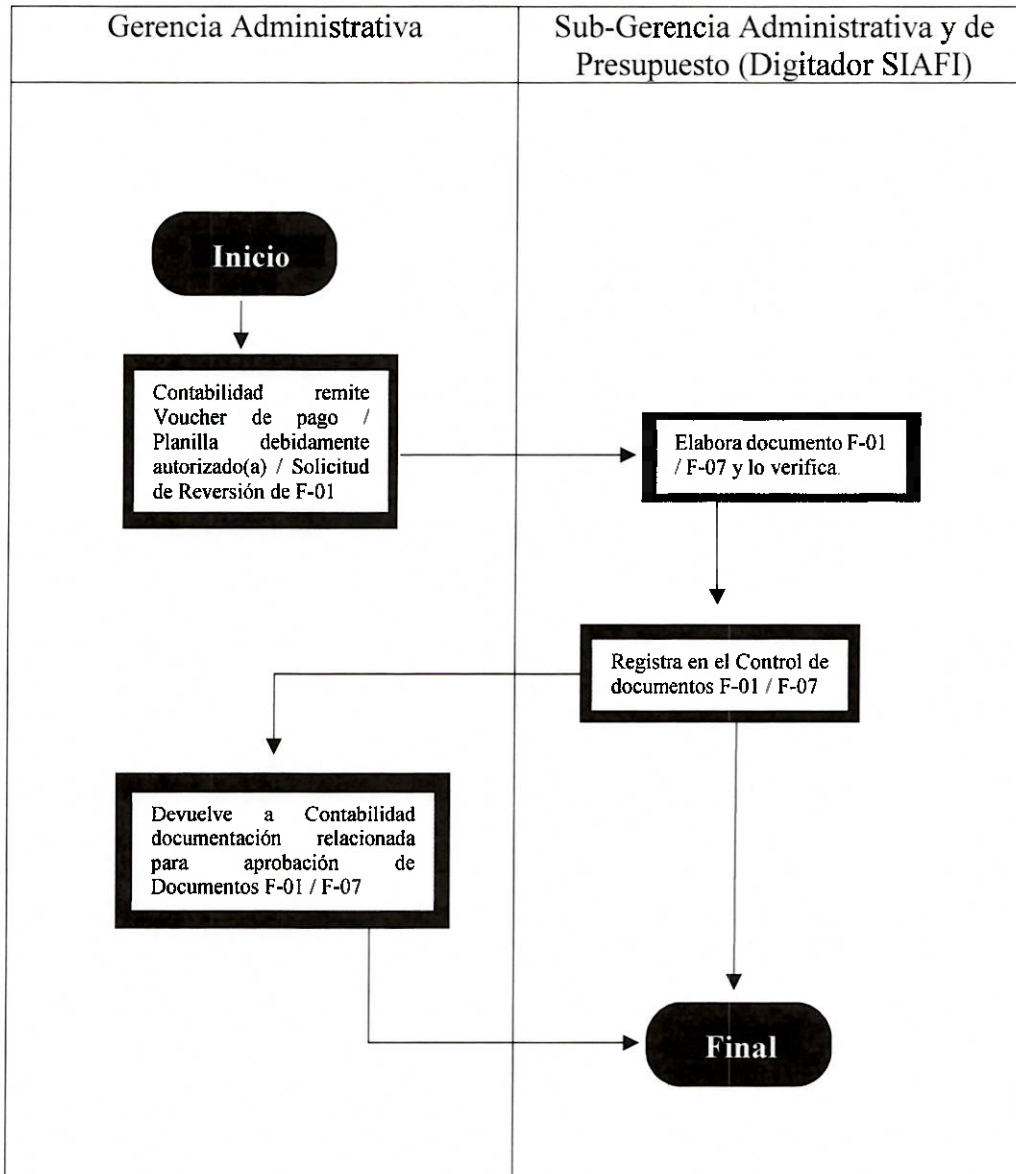 Gerencia Administrativa
Sub-Gerencia Administrativa y de
Presupuesto (Digitador SIAFI)
Inicio
Contabilidad remite
Voucher de pago /
Planilla debidamente
autorizado(a) / Solicitud
de Reversión de F-01
Elabora documento F-01
/ F-07 y lo verifica.
Registra en el Control de
documentos F-01 / F-07
Devuelve a Contabilidad
documentación relacionada
para aprobación de
Documentos F-01 / F-07
Final